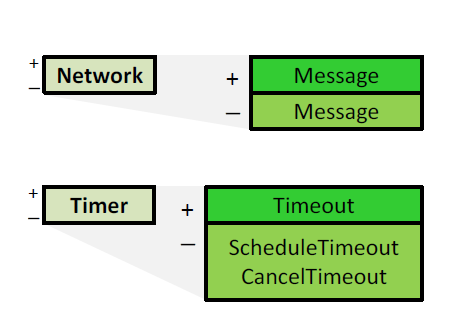 +
Network
–
+ Message
– Message
+
Timer
–
+ Timeout
– ScheduleTimeout
CancelTimeout